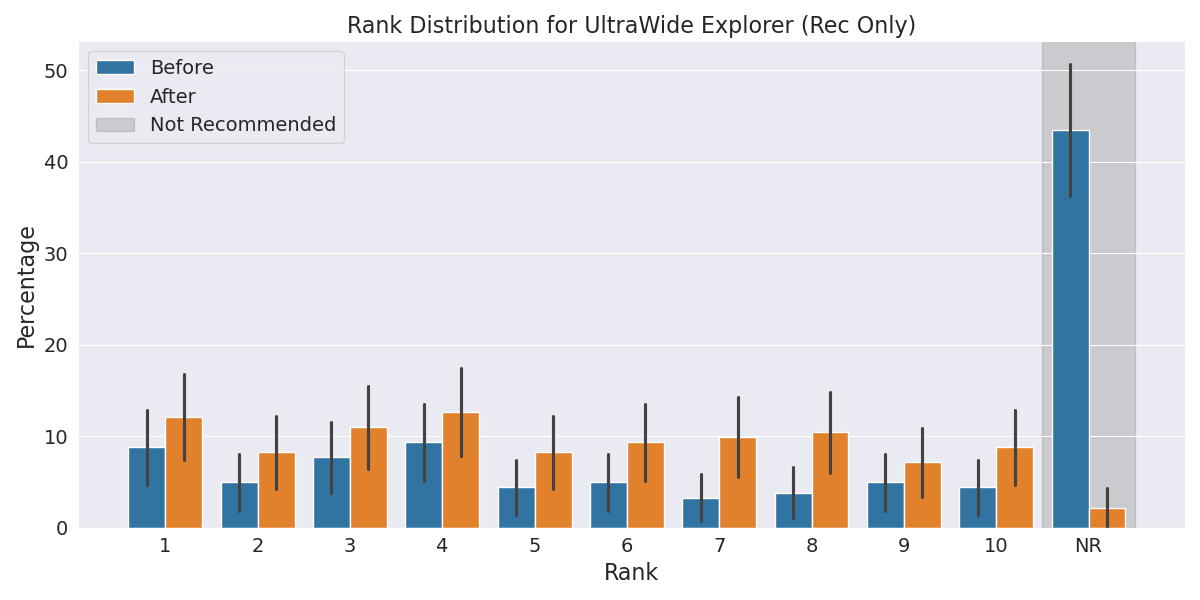 Rank Distribution for UltraWide Explorer (Rec Only)
Before
After
Not Recommended
Percentage
50
40
30
20
10
0
1 2 3 4 5 6 7 8 9 10 NR
Rank